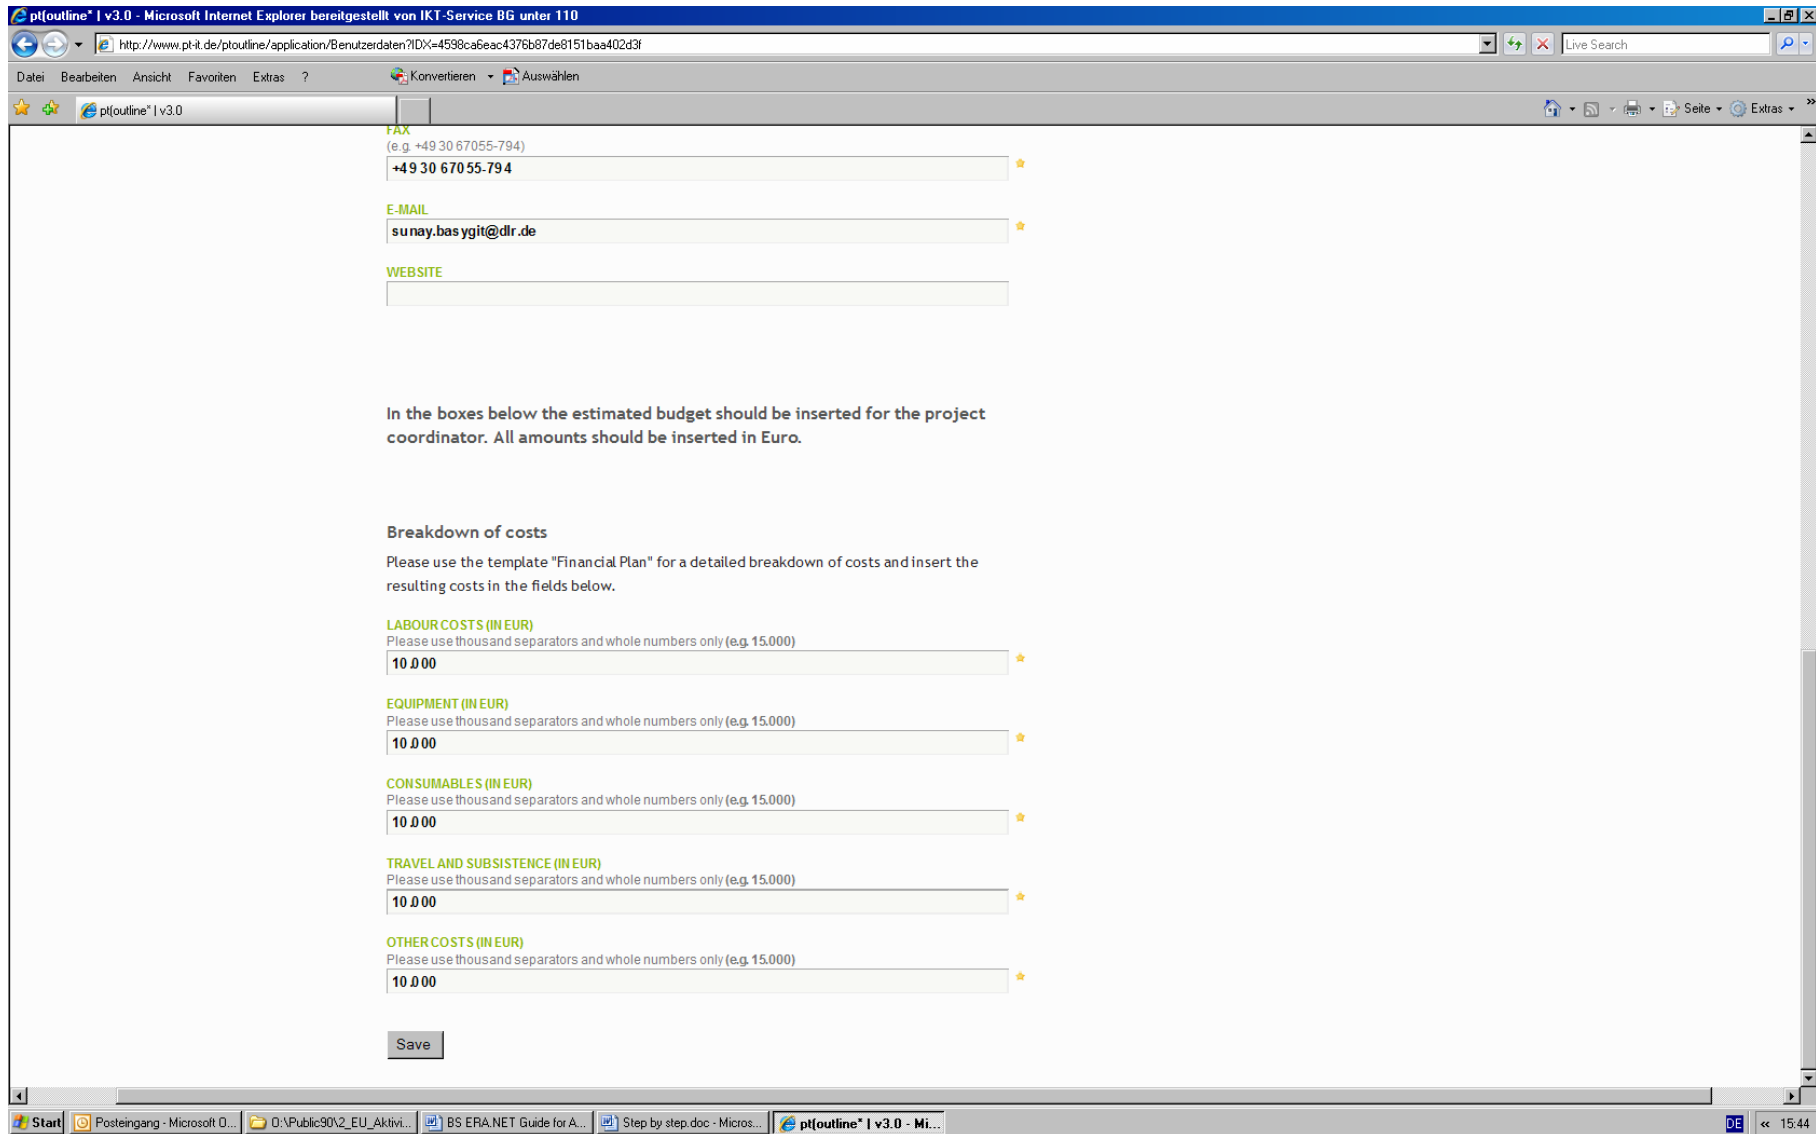 pt(outline* | v3.0 - Microsoft Internet Explorer bereitgestellt von IKT-Service BG unter 110
http://www.pt-it.de/ptoutline/application/Benutzerdaten?IDX=4598ca6eac4376b87de8151baa402d3f
Live Search
Datei Bearbeiten Ansicht Favoriten Extras ? Konvertieren Auswählen
pt(outline* | v3.0
Seite Extras »
FAX
(e.g. +49 30 67055-794)
+49 30 67055-794
E-MAIL
sunay.basygit@dlr.de
WEBSITE
In the boxes below the estimated budget should be inserted for the project
coordinator. All amounts should be inserted in Euro.
Breakdown of costs
Please use the template "Financial Plan" for a detailed breakdown of costs and insert the
resulting costs in the fields below.
LABOUR COSTS (IN EUR)
Please use thousand separators and whole numbers only (e.g. 15.000)
10.000
EQUIPMENT (IN EUR)
Please use thousand separators and whole numbers only (e.g. 15.000)
10.000
CONSUMABLES (IN EUR)
Please use thousand separators and whole numbers only (e.g. 15.000)
10.000
TRAVEL AND SUBSISTENCE (IN EUR)
Please use thousand separators and whole numbers only (e.g. 15.000)
10.000
OTHER COSTS (IN EUR)
Please use thousand separators and whole numbers only (e.g. 15.000)
10.000
Save
Start Posteingang - Microsoft O... O:\Public90\2_EU_Aktivi... BS ERA.NET Guide for A... Step by step.doc - Micros... pt(outline* | v3.0 - Mi... DE « 15:44